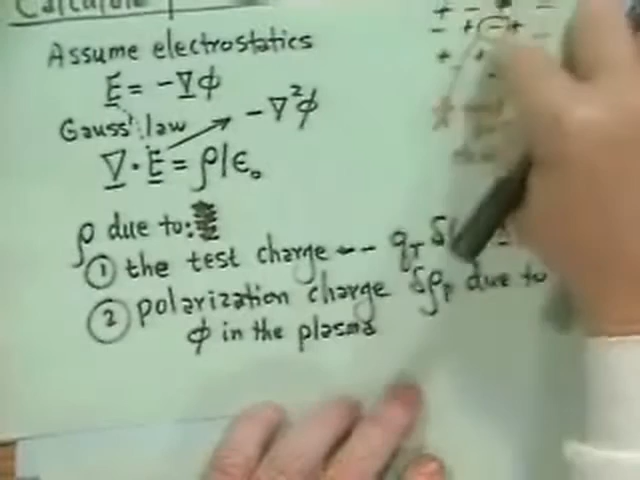 Calculate
Assume electrostatics
E = -∇φ
Gauss' law
-∇²φ
∇ · E = ρ/ε₀
ρ due to:
① the test charge -- q_T δ
② polarization charge δρ_p due to
φ in the plasma